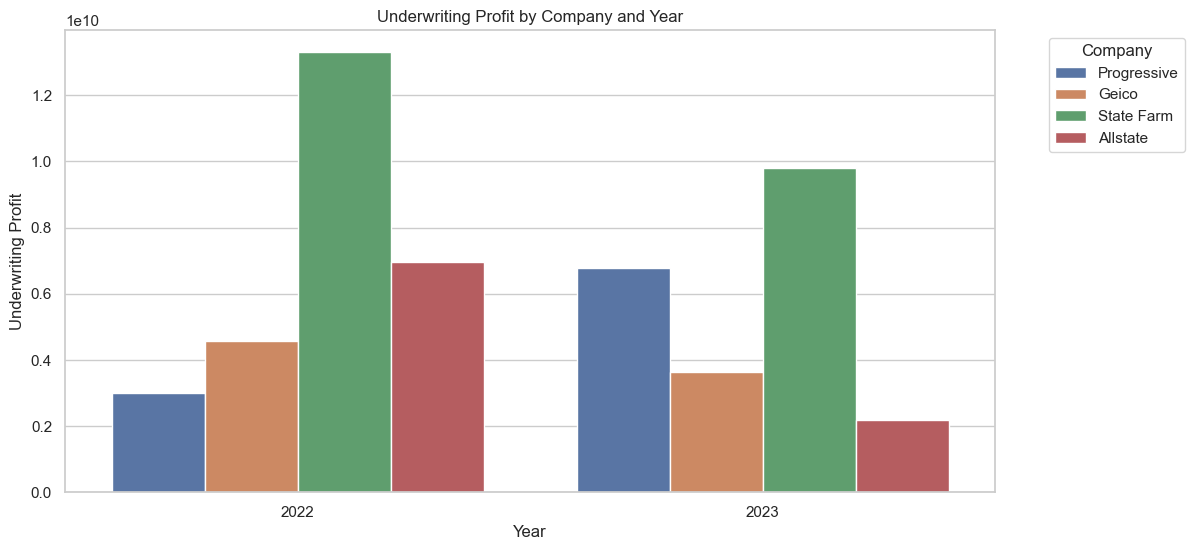 Underwriting Profit by Company and Year
1e10
Underwriting Profit
1.2
1.0
0.8
0.6
0.4
0.2
0.0
2022
2023
Year
Company
Progressive
Geico
State Farm
Allstate